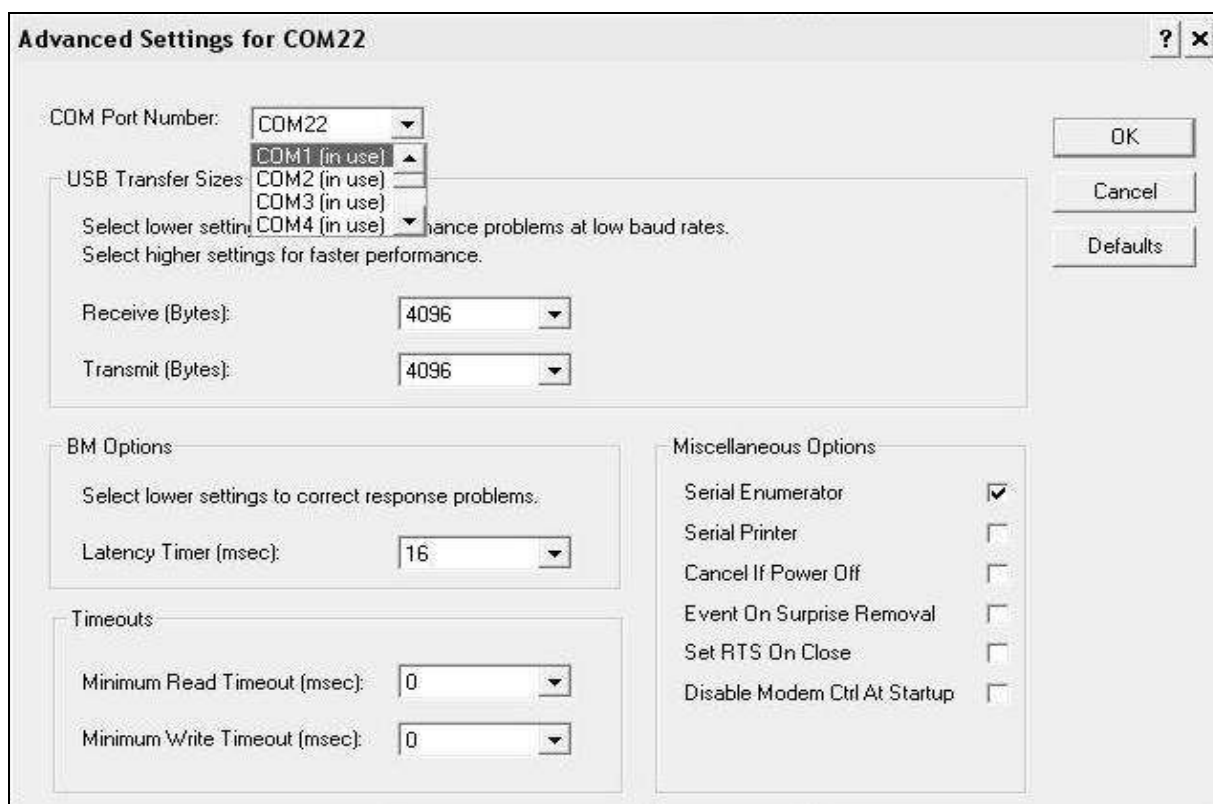 Advanced Settings for COM22
? ×
COM Port Number: COM22
COM1 (in use)
COM2 (in use)
COM3 (in use)
COM4 (in use)
OK
Cancel
Defaults
USB Transfer Sizes
Select lower mance problems at low baud rates.
Select higher settings for faster performance.
Receive (Bytes): 4096
Transmit (Bytes): 4096
BM Options
Select lower settings to correct response problems.
Latency Timer (msec): 16
Timeouts
Minimum Read Timeout (msec): 0
Minimum Write Timeout (msec): 0
Miscellaneous Options
Serial Enumerator
Serial Printer
Cancel If Power Off
Event On Surprise Removal
Set RTS On Close
Disable Modem Ctrl At Startup